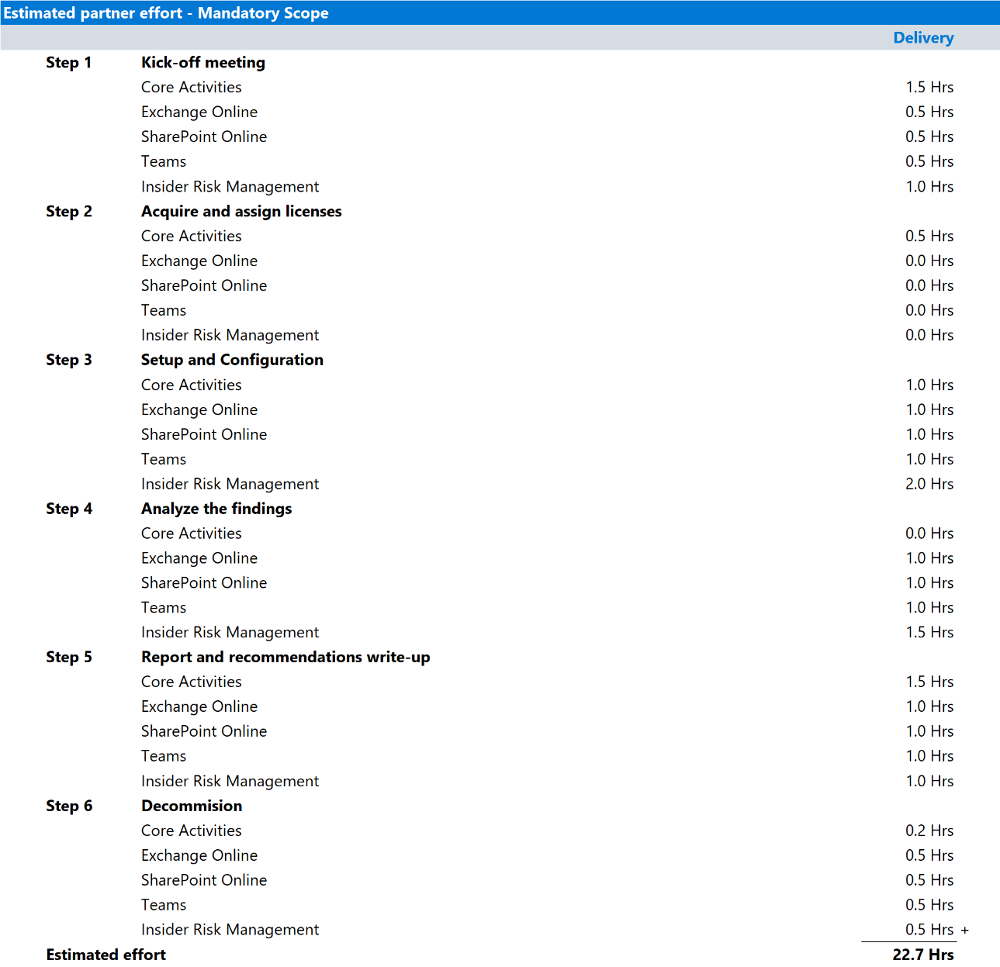 Estimated partner effort - Mandatory Scope
Delivery
Step 1 Kick-off meeting
Core Activities 1.5 Hrs
Exchange Online 0.5 Hrs
SharePoint Online 0.5 Hrs
Teams 0.5 Hrs
Insider Risk Management 1.0 Hrs
Step 2 Acquire and assign licenses
Core Activities 0.5 Hrs
Exchange Online 0.0 Hrs
SharePoint Online 0.0 Hrs
Teams 0.0 Hrs
Insider Risk Management 0.0 Hrs
Step 3 Setup and Configuration
Core Activities 1.0 Hrs
Exchange Online 1.0 Hrs
SharePoint Online 1.0 Hrs
Teams 1.0 Hrs
Insider Risk Management 2.0 Hrs
Step 4 Analyze the findings
Core Activities 0.0 Hrs
Exchange Online 1.0 Hrs
SharePoint Online 1.0 Hrs
Teams 1.0 Hrs
Insider Risk Management 1.5 Hrs
Step 5 Report and recommendations write-up
Core Activities 1.5 Hrs
Exchange Online 1.0 Hrs
SharePoint Online 1.0 Hrs
Teams 1.0 Hrs
Insider Risk Management 1.0 Hrs
Step 6 Decommision
Core Activities 0.2 Hrs
Exchange Online 0.5 Hrs
SharePoint Online 0.5 Hrs
Teams 0.5 Hrs
Insider Risk Management 0.5 Hrs +
Estimated effort 22.7 Hrs